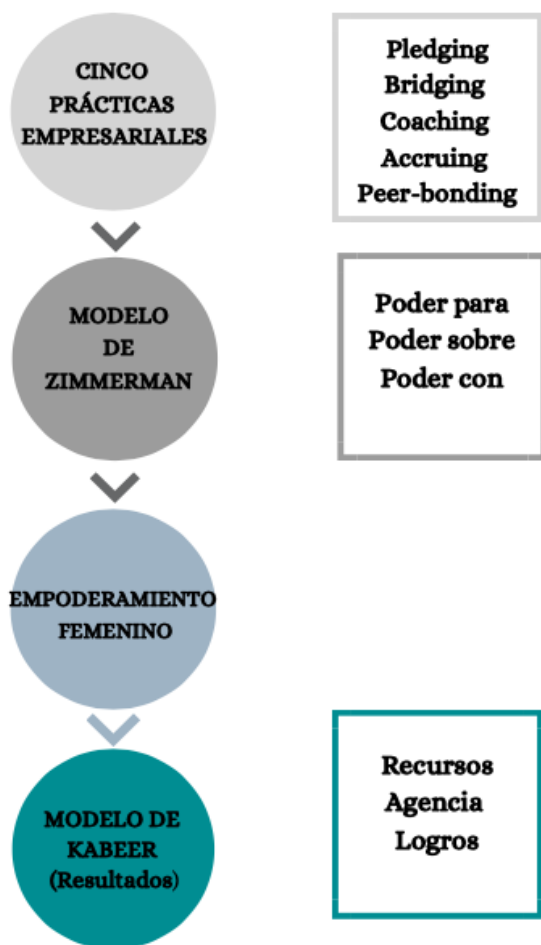 CINCO
PRÁCTICAS
EMPRESARIALES
Pledging
Bridging
Coaching
Accruing
Peer-bonding
MODELO
DE
ZIMMERMAN
Poder para
Poder sobre
Poder con
EMPODERAMIENTO
FEMENINO
MODELO DE
KABEER
(Resultados)
Recursos
Agencia
Logros